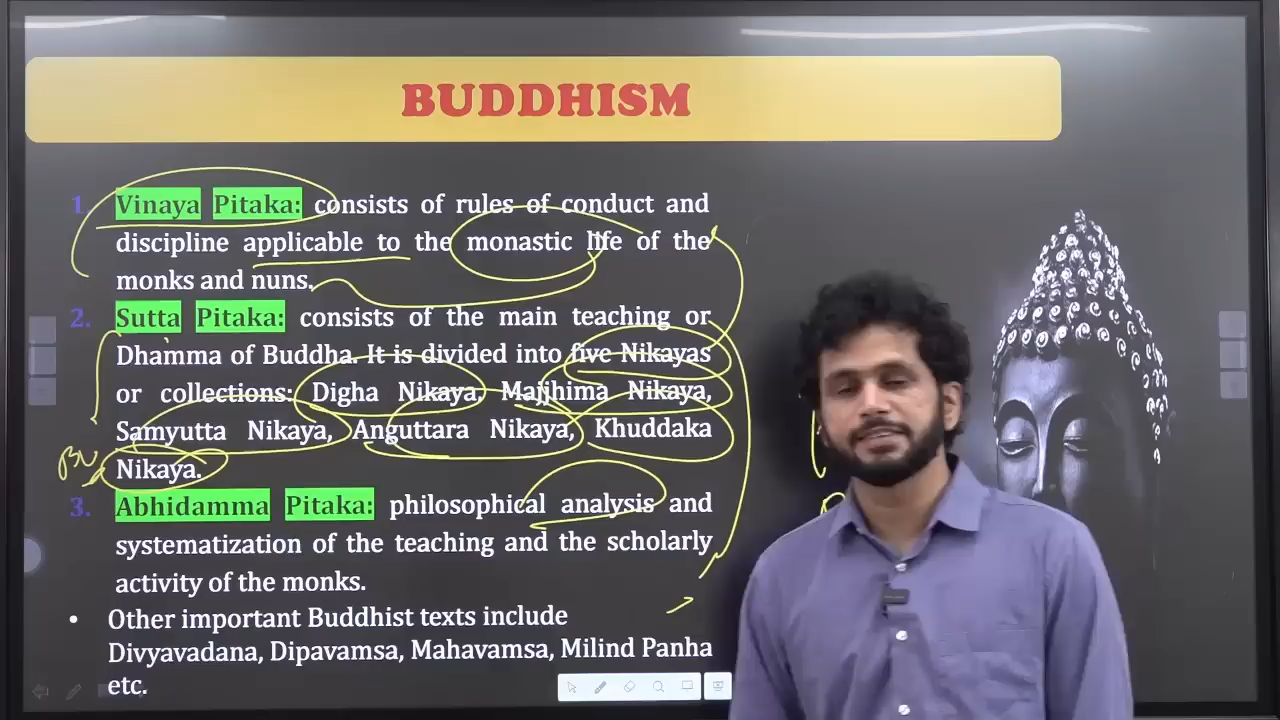 BUDDHISM
1. Vinaya Pitaka: consists of rules of conduct and
discipline applicable to the monastic life of the
monks and nuns.
2. Sutta Pitaka: consists of the main teaching or
Dhamma of Buddha. It is divided into five Nikayas
or collections: Digha Nikaya, Majjhima Nikaya,
Samyutta Nikaya, Anguttara Nikaya, Khuddaka
Nikaya.
3. Abhidamma Pitaka: philosophical analysis and
systematization of the teaching and the scholarly
activity of the monks.
• Other important Buddhist texts include
Divyavadana, Dipavamsa, Mahavamsa, Milind Panha
etc.